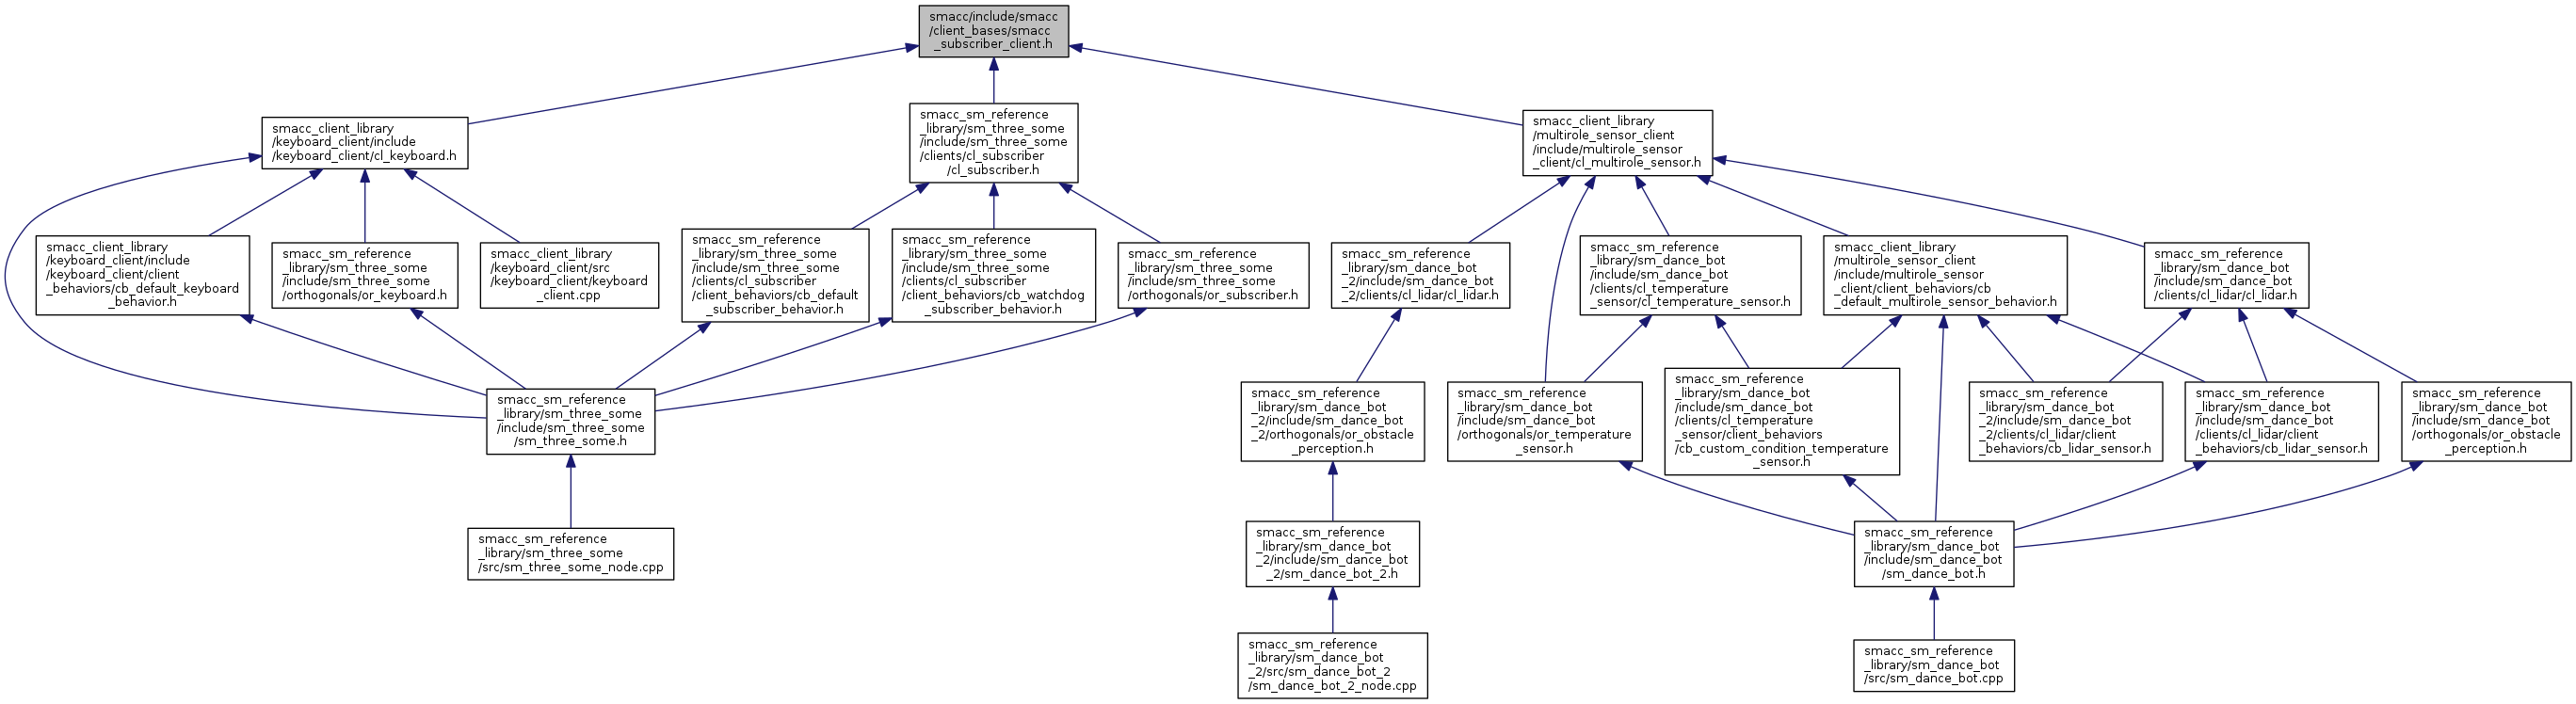 smacc/include/smacc
/client_bases/smacc
_subscriber_client.h
smacc_client_library
/keyboard_client/include
/keyboard_client/cl_keyboard.h
smacc_sm_reference
_library/sm_three_some
/include/sm_three_some
/clients/cl_subscriber
/cl_subscriber.h
smacc_client_library
/multirole_sensor_client
/include/multirole_sensor
_client/cl_multirole_sensor.h
smacc_client_library
/keyboard_client/include
/keyboard_client/client
_behaviors/cb_default_keyboard
_behavior.h
smacc_sm_reference
_library/sm_three_some
/include/sm_three_some
/orthogonals/or_keyboard.h
smacc_client_library
/keyboard_client/src
/keyboard_client/keyboard
_client.cpp
smacc_sm_reference
_library/sm_three_some
/include/sm_three_some
/clients/cl_subscriber
/client_behaviors/cb_default
_subscriber_behavior.h
smacc_sm_reference
_library/sm_three_some
/include/sm_three_some
/clients/cl_subscriber
/client_behaviors/cb_watchdog
_subscriber_behavior.h
smacc_sm_reference
_library/sm_three_some
/include/sm_three_some
/orthogonals/or_subscriber.h
smacc_sm_reference
_library/sm_dance_bot
_2/include/sm_dance_bot
_2/clients/cl_lidar/cl_lidar.h
smacc_sm_reference
_library/sm_dance_bot
/include/sm_dance_bot
/clients/cl_temperature
_sensor/cl_temperature_sensor.h
smacc_client_library
/multirole_sensor_client
/include/multirole_sensor
_client/client_behaviors/cb
_default_multirole_sensor_behavior.h
smacc_sm_reference
_library/sm_dance_bot
/include/sm_dance_bot
/clients/cl_lidar/cl_lidar.h
smacc_sm_reference
_library/sm_three_some
/include/sm_three_some
/sm_three_some.h
smacc_sm_reference
_library/sm_dance_bot
_2/include/sm_dance_bot
_2/orthogonals/or_obstacle
_perception.h
smacc_sm_reference
_library/sm_dance_bot
/include/sm_dance_bot
/orthogonals/or_temperature
_sensor.h
smacc_sm_reference
_library/sm_dance_bot
/include/sm_dance_bot
/clients/cl_temperature
_sensor/client_behaviors
/cb_custom_condition_temperature
_sensor.h
smacc_sm_reference
_library/sm_dance_bot
_2/include/sm_dance_bot
_2/clients/cl_lidar/client
_behaviors/cb_lidar_sensor.h
smacc_sm_reference
_library/sm_dance_bot
/include/sm_dance_bot
/clients/cl_lidar/client
_behaviors/cb_lidar_sensor.h
smacc_sm_reference
_library/sm_dance_bot
/include/sm_dance_bot
/orthogonals/or_obstacle
_perception.h
smacc_sm_reference
_library/sm_three_some
/src/sm_three_some_node.cpp
smacc_sm_reference
_library/sm_dance_bot
_2/include/sm_dance_bot
_2/sm_dance_bot_2.h
smacc_sm_reference
_library/sm_dance_bot
/include/sm_dance_bot
/sm_dance_bot.h
smacc_sm_reference
_library/sm_dance_bot
_2/src/sm_dance_bot_2
/sm_dance_bot_2_node.cpp
smacc_sm_reference
_library/sm_dance_bot
/src/sm_dance_bot.cpp